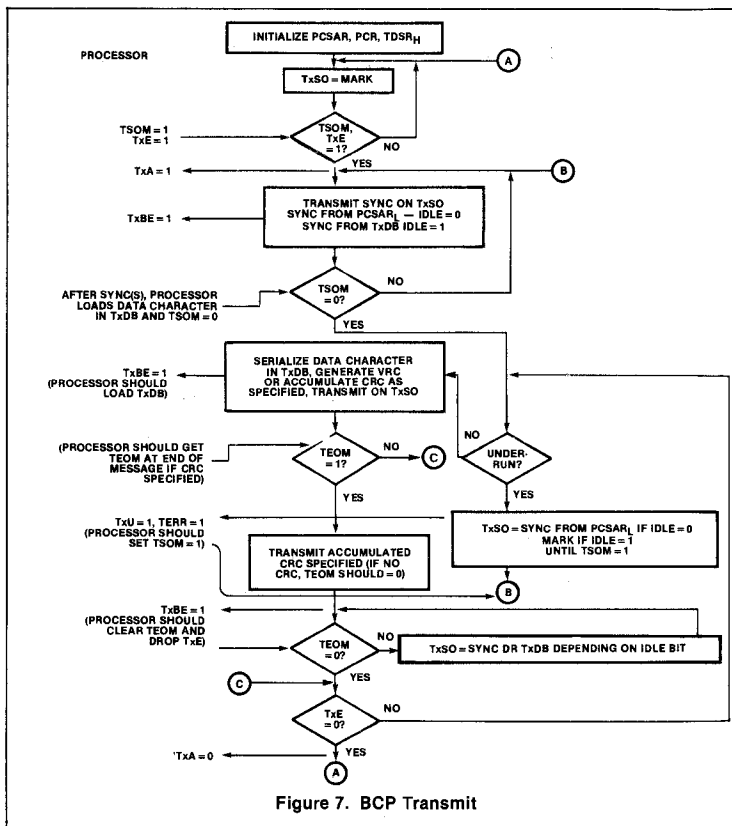 INITIALIZE PCSAR, PCR, TDSRH
PROCESSOR
A
TxSO = MARK
TSOM = 1
TxE = 1
TSOM,
TxE
= 1?
NO
YES
TxA = 1
B
TRANSMIT SYNC ON TxSO
SYNC FROM PCSARL — IDLE = 0
SYNC FROM TxDB IDLE = 1
TxBE = 1
TSOM
= 0?
NO
AFTER SYNC(S), PROCESSOR
LOADS DATA CHARACTER
IN TxDB AND TSOM = 0
YES
SERIALIZE DATA CHARACTER
IN TxDB, GENERATE VRC
OR ACCUMULATE CRC AS
SPECIFIED, TRANSMIT ON TxSO
TxBE = 1
(PROCESSOR SHOULD
LOAD TxDB)
NO
UNDER-
RUN?
YES
(PROCESSOR SHOULD GET
TEOM AT END OF
MESSAGE IF CRC
SPECIFIED)
TEOM
= 1?
NO
C
YES
TxU = 1, TERR = 1
(PROCESSOR SHOULD
SET TSOM = 1)
TxSO = SYNC FROM PCSARL IF IDLE = 0
MARK IF IDLE = 1
UNTIL TSOM = 1
TRANSMIT ACCUMULATED
CRC SPECIFIED (IF NO
CRC, TEOM SHOULD = 0)
B
TxBE = 1
(PROCESSOR SHOULD
CLEAR TEOM AND
DROP TxE)
TEOM
= 0?
NO
TxSO = SYNC DR TxDB DEPENDING ON IDLE BIT
YES
C
TxE
= 0?
NO
YES
'TxA = 0
A
Figure 7. BCP Transmit